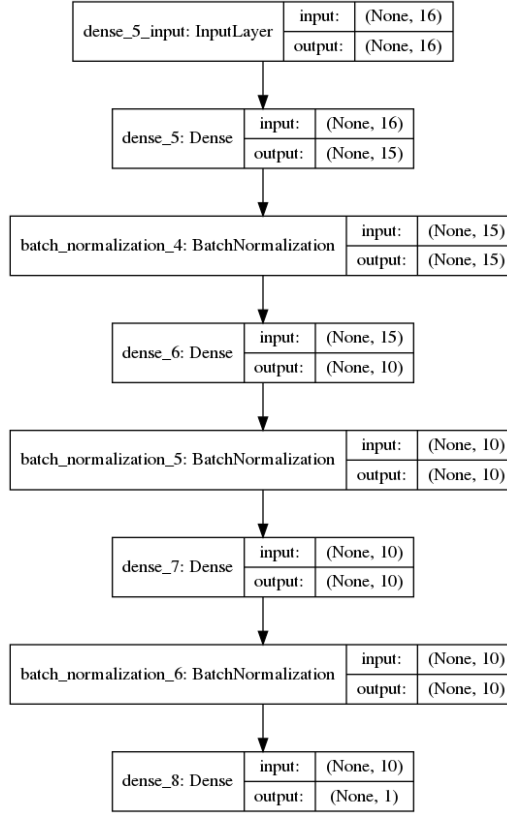 dense_5_input: InputLayer input: (None, 16)
output: (None, 16)
dense_5: Dense input: (None, 16)
output: (None, 15)
batch_normalization_4: BatchNormalization input: (None, 15)
output: (None, 15)
dense_6: Dense input: (None, 15)
output: (None, 10)
batch_normalization_5: BatchNormalization input: (None, 10)
output: (None, 10)
dense_7: Dense input: (None, 10)
output: (None, 10)
batch_normalization_6: BatchNormalization input: (None, 10)
output: (None, 10)
dense_8: Dense input: (None, 10)
output: (None, 1)